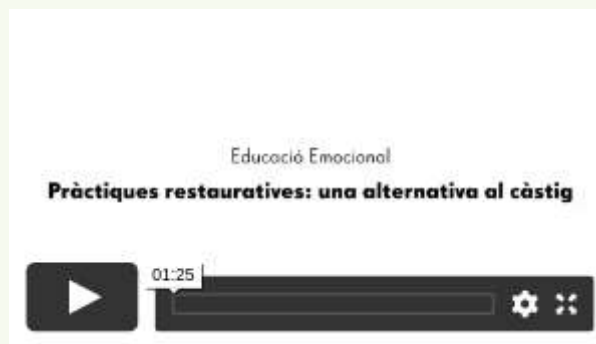 Educació Emocional
Pràctiques restauratives: una alternativa al càstig
01:25